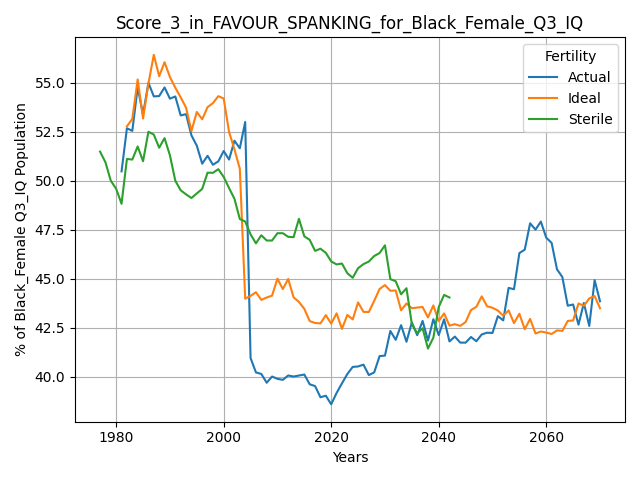 Score_3_in_FAVOUR_SPANKING_for_Black_Female_Q3_IQ
Fertility
Actual
Ideal
Sterile
% of Black_Female Q3_IQ Population
55.0
52.5
50.0
47.5
45.0
42.5
40.0
1980
2000
2020
2040
2060
Years